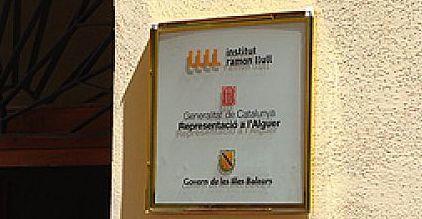 institut
ramon llull
Generalitat de Catalunya
Representació a l'Alguer
Govern de les Illes Balears